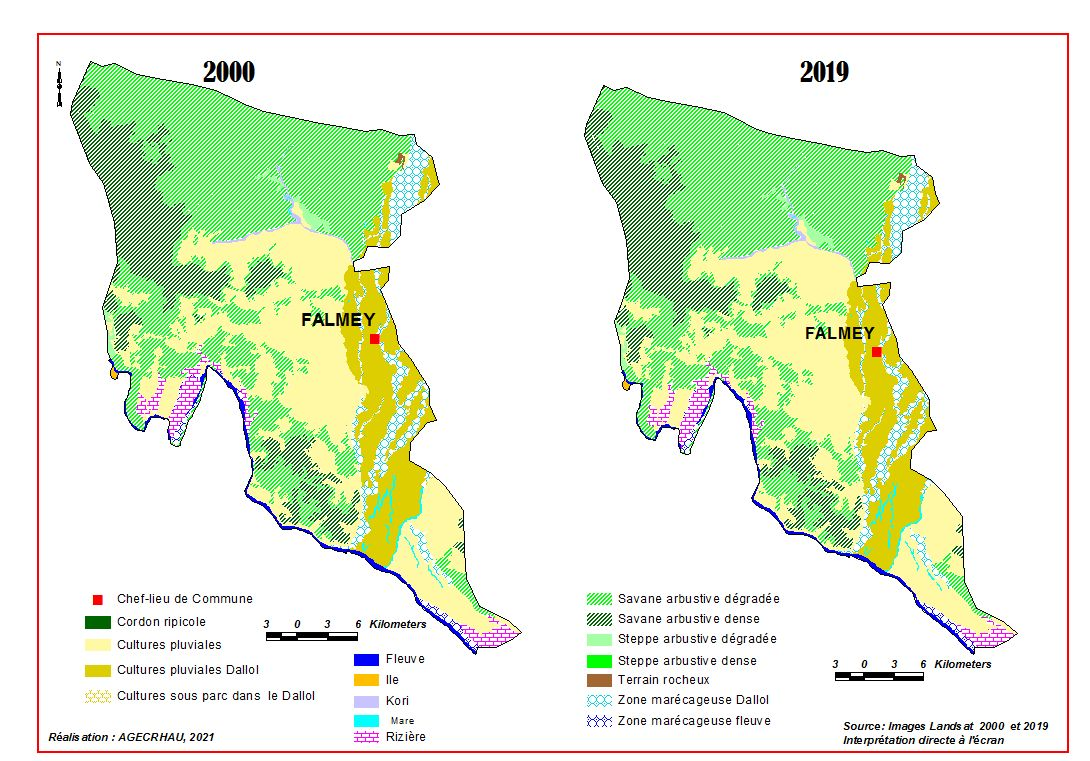 2000
2019
N
FALMEY
FALMEY
Chef-lieu de Commune
Cordon ripicole
Cultures pluviales
Cultures pluviales Dallol
Cultures sous parc dans le Dallol
3 0 3 6 Kilometers
Fleuve
Ile
Kori
Mare
Rizière
Savane arbustive dégradée
Savane arbustive dense
Steppe arbustive dégradée
Steppe arbustive dense
Terrain rocheux
Zone marécageuse Dallol
Zone marécageuse fleuve
3 0 3 6 Kilometers
Réalisation : AGECRHAU, 2021
Source: Images Landsat 2000 et 2019
Interprétation directe à l'écran